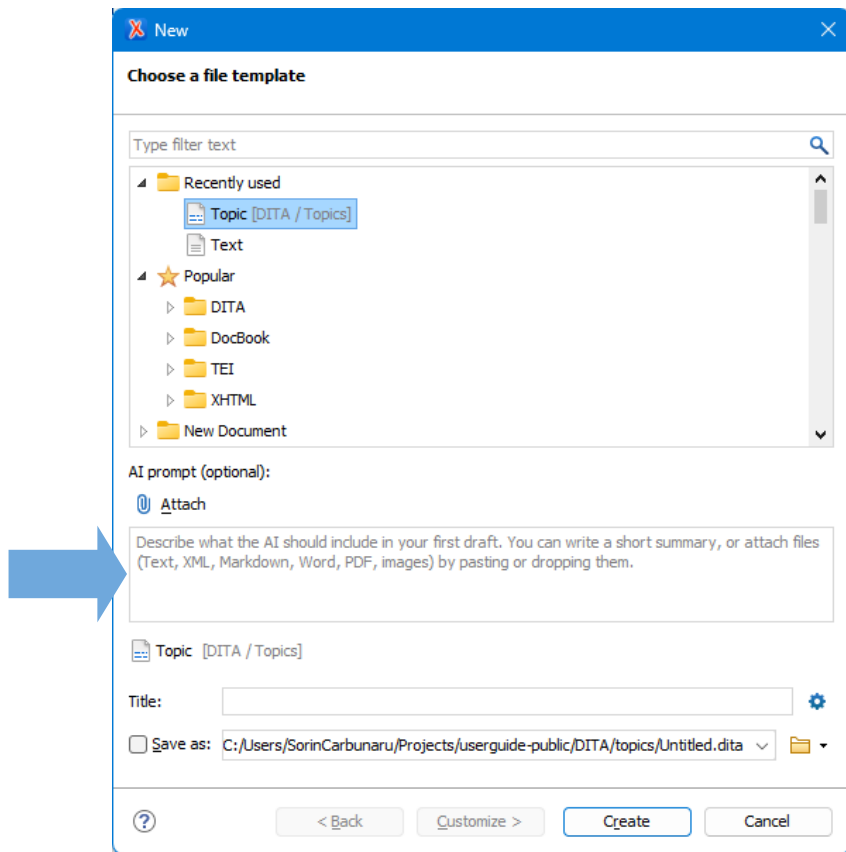 New
Choose a file template
Type filter text
Recently used
Topic [DITA / Topics]
Text
Popular
DITA
DocBook
TEI
XHTML
New Document
AI prompt (optional):
Attach
Describe what the AI should include in your first draft. You can write a short summary, or attach files
(Text, XML, Markdown, Word, PDF, images) by pasting or dropping them.
Topic [DITA / Topics]
Title:
Save as: C:/Users/SorinCarbunaru/Projects/userguide-public/DITA/topics/Untitled.dita
? < Back Customize > Create Cancel